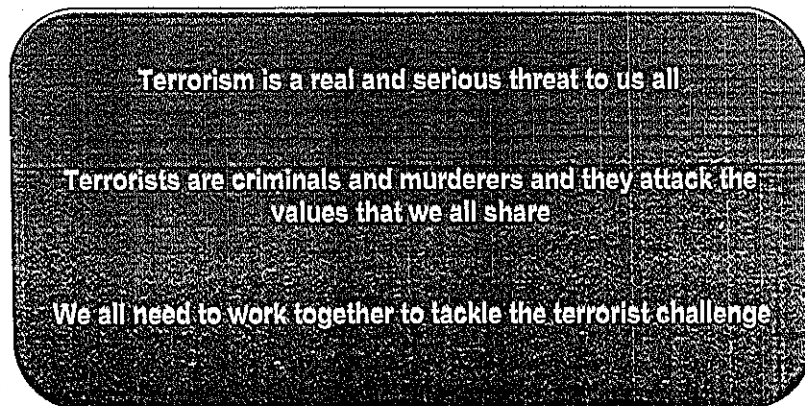 Terrorism is a real and serious threat to us all
Terrorists are criminals and murderers and they attack the
values that we all share
We all need to work together to tackle the terrorist challenge